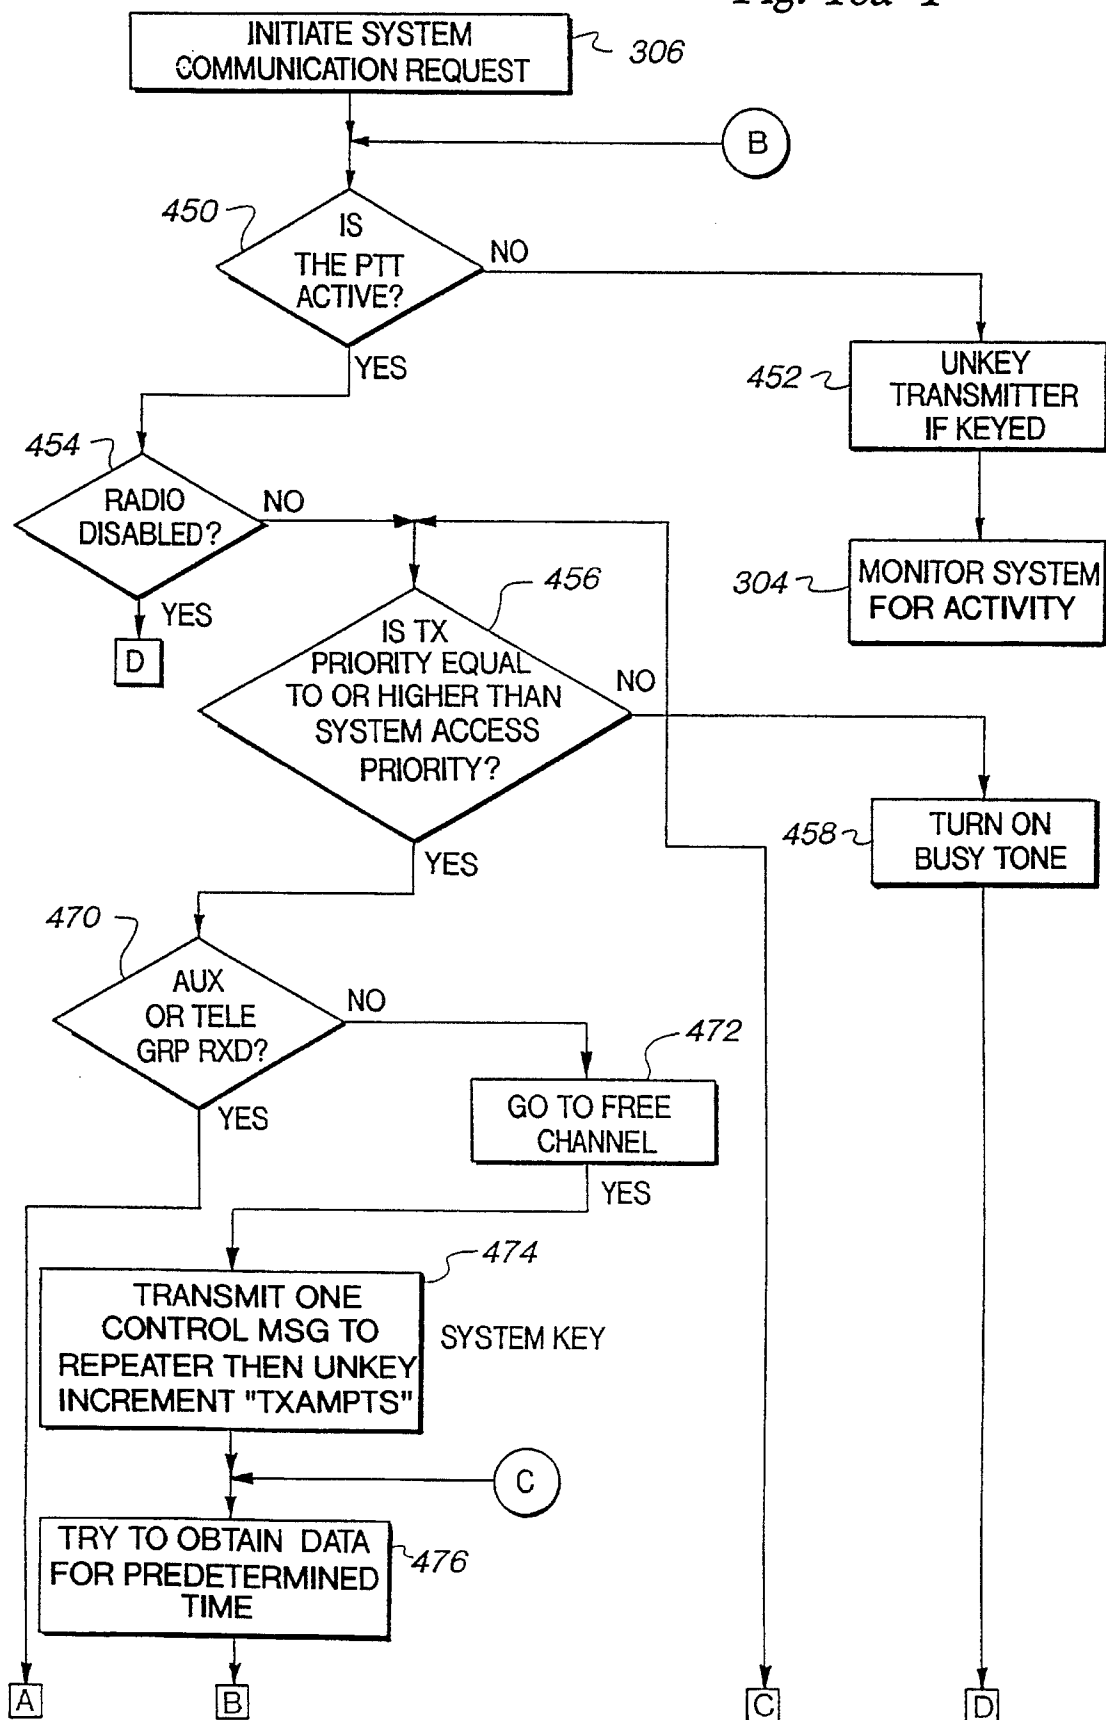 Fig. 10a-1
INITIATE SYSTEM
COMMUNICATION REQUEST
306
B
450
IS
THE PTT
ACTIVE?
NO
YES
452
UNKEY
TRANSMITTER
IF KEYED
454
RADIO
DISABLED?
NO
YES
D
304
MONITOR SYSTEM
FOR ACTIVITY
456
IS TX
PRIORITY EQUAL
TO OR HIGHER THAN
SYSTEM ACCESS
PRIORITY?
NO
YES
458
TURN ON
BUSY TONE
470
AUX
OR TELE
GRP RXD?
NO
YES
472
GO TO FREE
CHANNEL
YES
474
TRANSMIT ONE
CONTROL MSG TO
REPEATER THEN UNKEY
INCREMENT "TXAMPTS"
SYSTEM KEY
C
TRY TO OBTAIN DATA
FOR PREDETERMINED
TIME
476
A
B
C
D